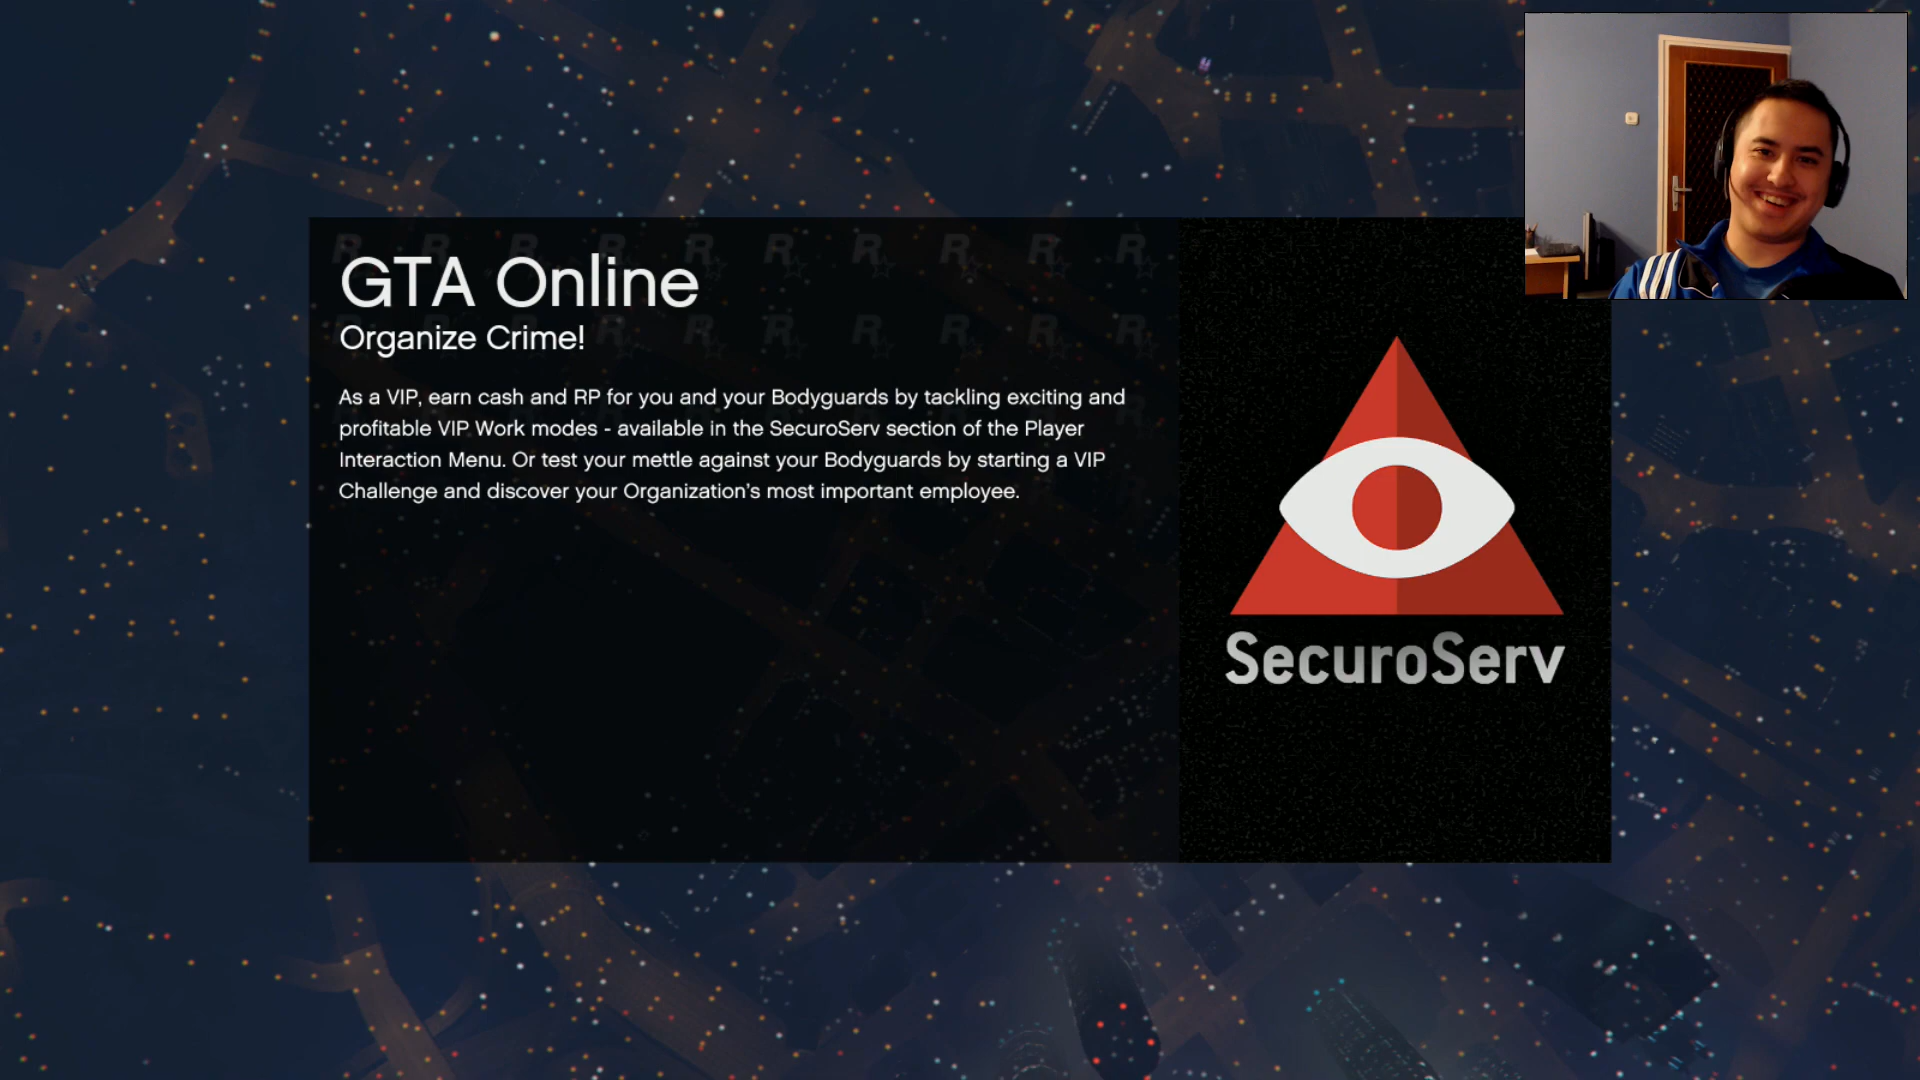 GTA Online
Organize Crime!
As a VIP, earn cash and RP for you and your Bodyguards by tackling exciting and
profitable VIP Work modes - available in the SecuroServ section of the Player
Interaction Menu. Or test your mettle against your Bodyguards by starting a VIP
Challenge and discover your Organization's most important employee.
SecuroServ